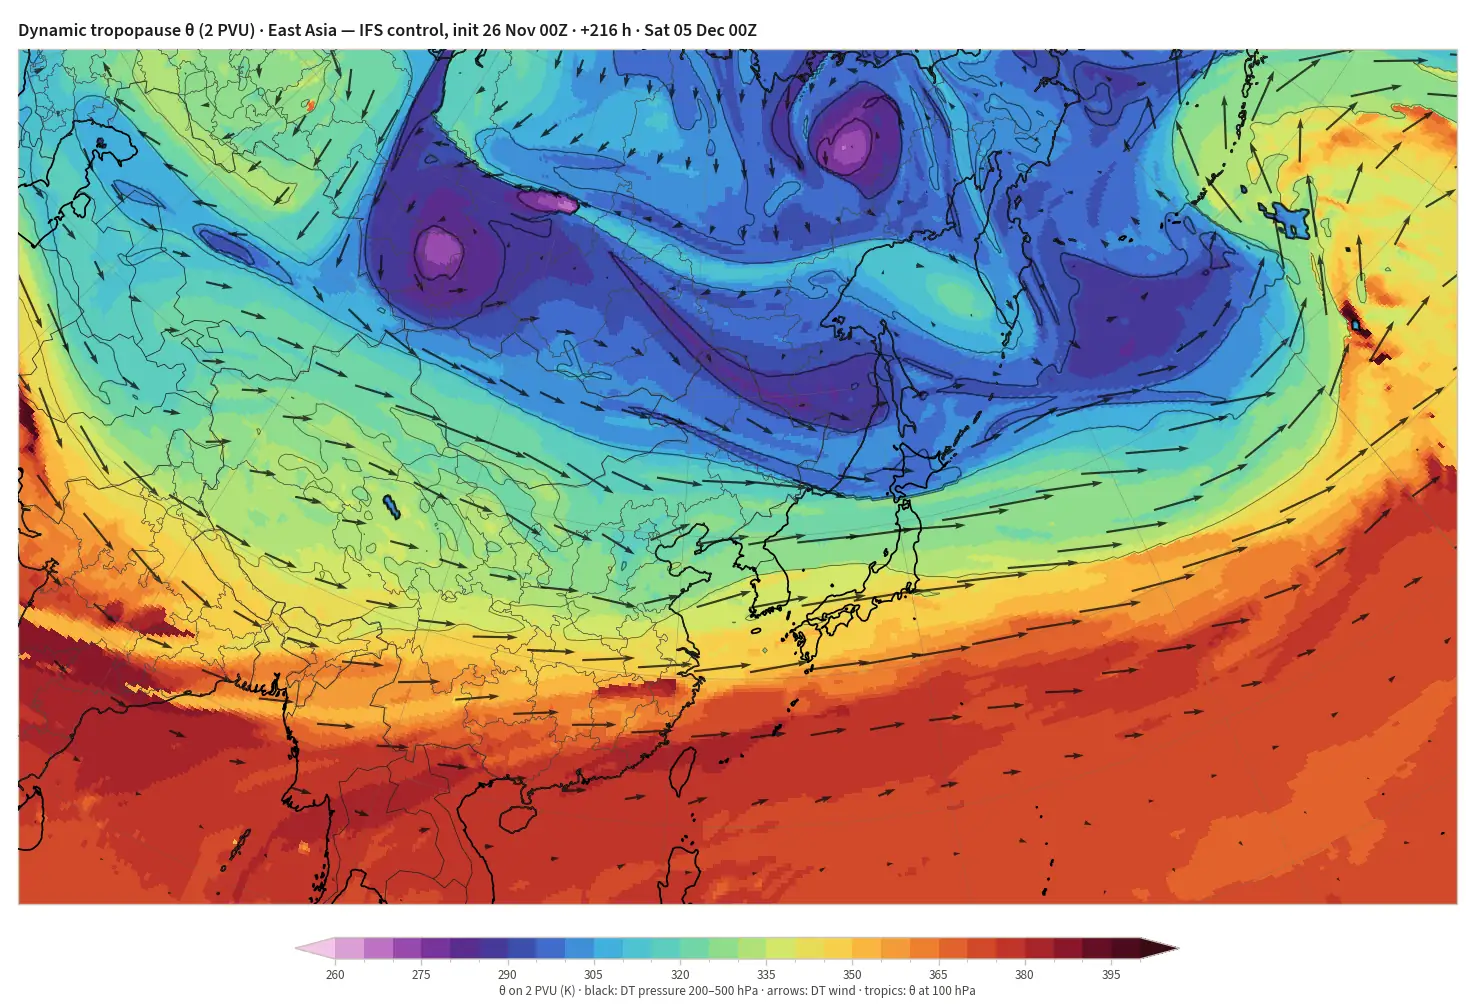 Dynamic tropopause θ (2 PVU) · East Asia — IFS control, init 26 Nov 00Z · +216 h · Sat 05 Dec 00Z
260 275 290 305 320 335 350 365 380 395
θ on 2 PVU (K) · black: DT pressure 200–500 hPa · arrows: DT wind · tropics: θ at 100 hPa